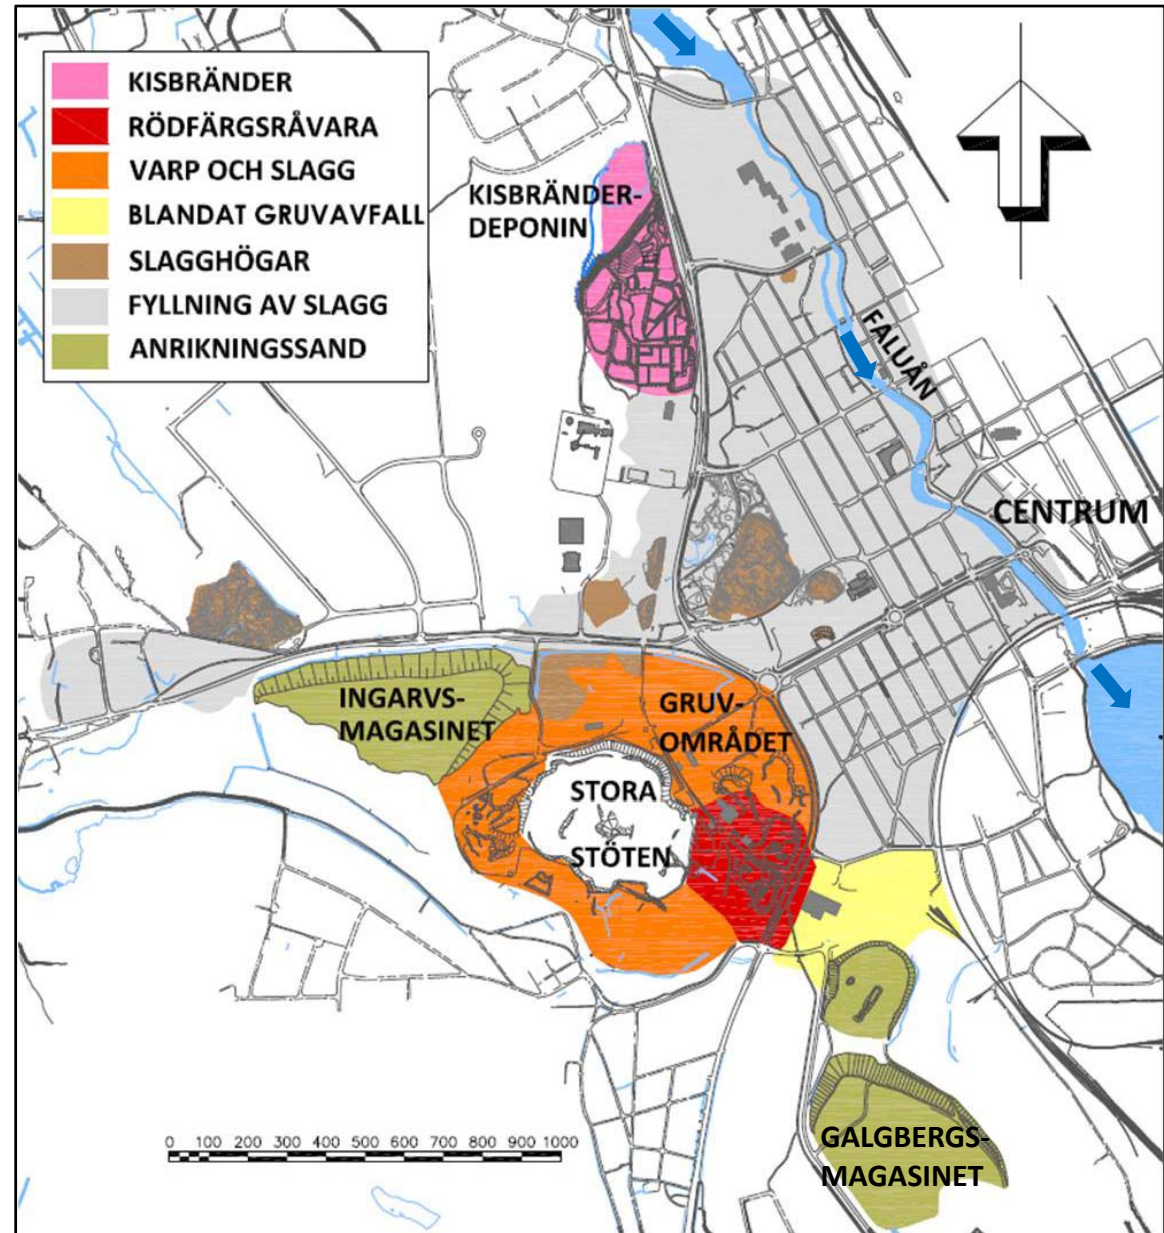 KISBRÄNDER
RÖDFÄRGSRÅVARA
VARP OCH SLAGG
BLANDAT GRUVAVFALL
SLAGGHÖGAR
FYLLNING AV SLAGG
ANRIKNINGSSAND
KISBRÄNDER-
DEPONIN
FALUÅN
CENTRUM
INGARVS-
MAGASINET
GRUV-
OMRÅDET
STORA
STÖTEN
0 100 200 300 400 500 600 700 800 900 1000
GALGBERGS-
MAGASINET